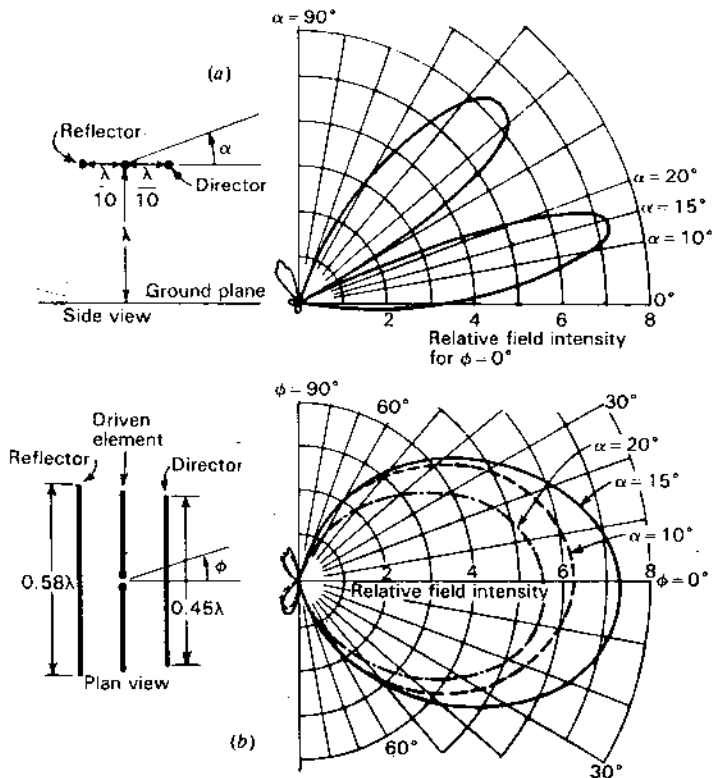 α = 90°
(a)
Reflector
α
λ
10
λ
10
Director
λ
Ground plane
Side view
α = 20°
α = 15°
α = 10°
0°
2
4
6
8
Relative field intensity
for ϕ = 0°
ϕ = 90°
60°
30°
α = 20°
α = 15°
α = 10°
Driven
element
Reflector
Director
0.58λ
ϕ
0.45λ
Plan view
2
4
6
8
Relative field intensity
ϕ = 0°
(b)
60°
30°